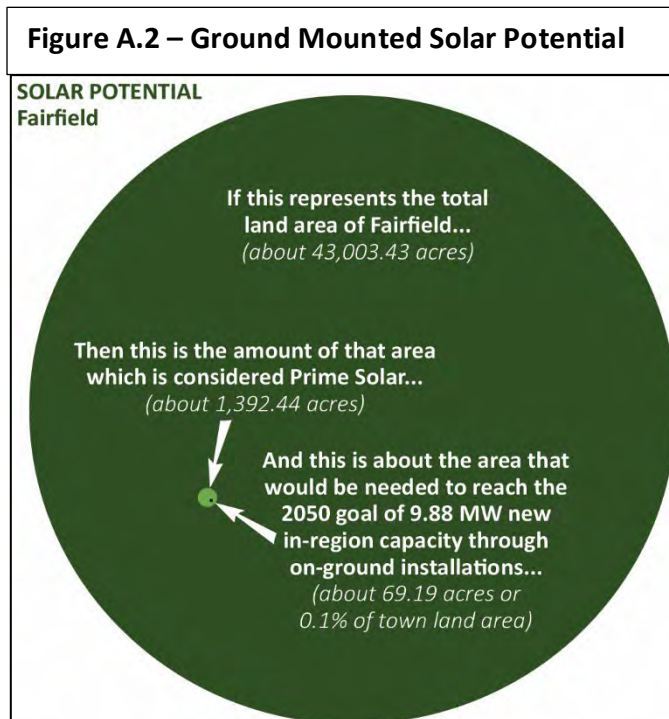 Figure A.2 – Ground Mounted Solar Potential
SOLAR POTENTIAL
Fairfield
If this represents the total
land area of Fairfield...
(about 43,003.43 acres)
Then this is the amount of that area
which is considered Prime Solar...
(about 1,392.44 acres)
And this is about the area that
would be needed to reach the
2050 goal of 9.88 MW new
in-region capacity through
on-ground installations...
(about 69.19 acres or
0.1% of town land area)